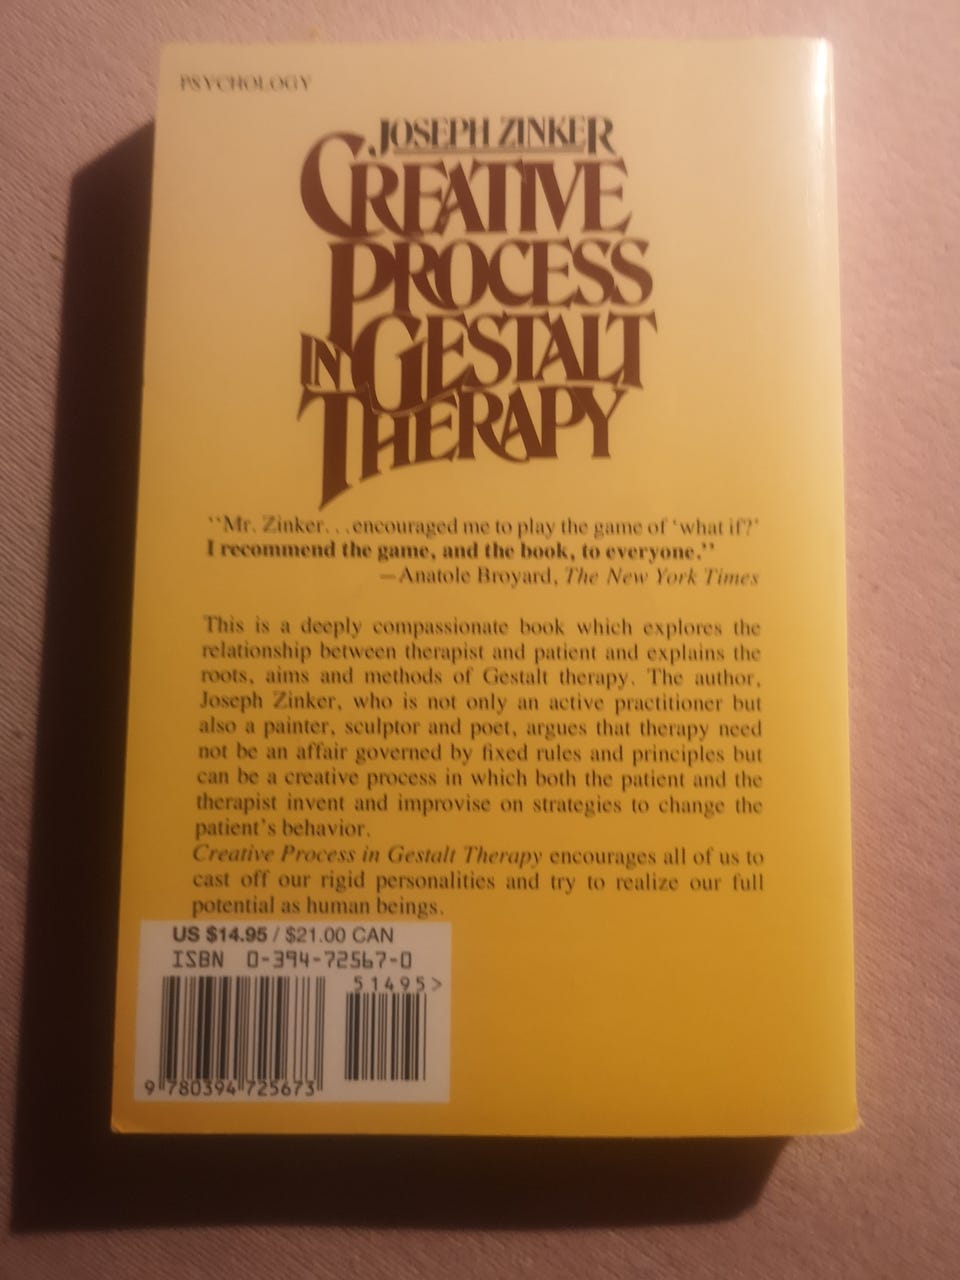 PSYCHOLOGY
JOSEPH ZINKER
CREATIVE
PROCESS
IN GESTALT
THERAPY
"Mr. Zinker...encouraged me to play the game of 'what if?'
I recommend the game, and the book, to everyone."
—Anatole Broyard, The New York Times
This is a deeply compassionate book which explores the
relationship between therapist and patient and explains the
roots, aims and methods of Gestalt therapy. The author,
Joseph Zinker, who is not only an active practitioner but
also a painter, sculptor and poet, argues that therapy need
not be an affair governed by fixed rules and principles but
can be a creative process in which both the patient and the
therapist invent and improvise on strategies to change the
patient's behavior.
Creative Process in Gestalt Therapy encourages all of us to
cast off our rigid personalities and try to realize our full
potential as human beings.
US $14.95 / $21.00 CAN
ISBN 0-394-72567-0
51495>
9 780394 725673